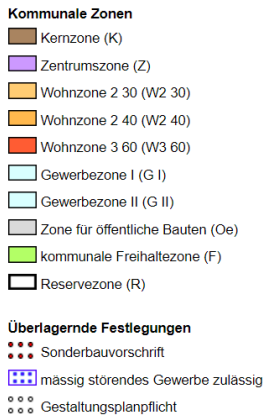 Kommunale Zonen
Kernzone (K)
Zentrumszone (Z)
Wohnzone 2 30 (W2 30)
Wohnzone 2 40 (W2 40)
Wohnzone 3 60 (W3 60)
Gewerbezone I (G I)
Gewerbezone II (G II)
Zone für öffentliche Bauten (Oe)
kommunale Freihaltezone (F)
Reservezone (R)
Überlagernde Festlegungen
Sonderbauvorschrift
mässig störendes Gewerbe zulässig
Gestaltungsplanpflicht